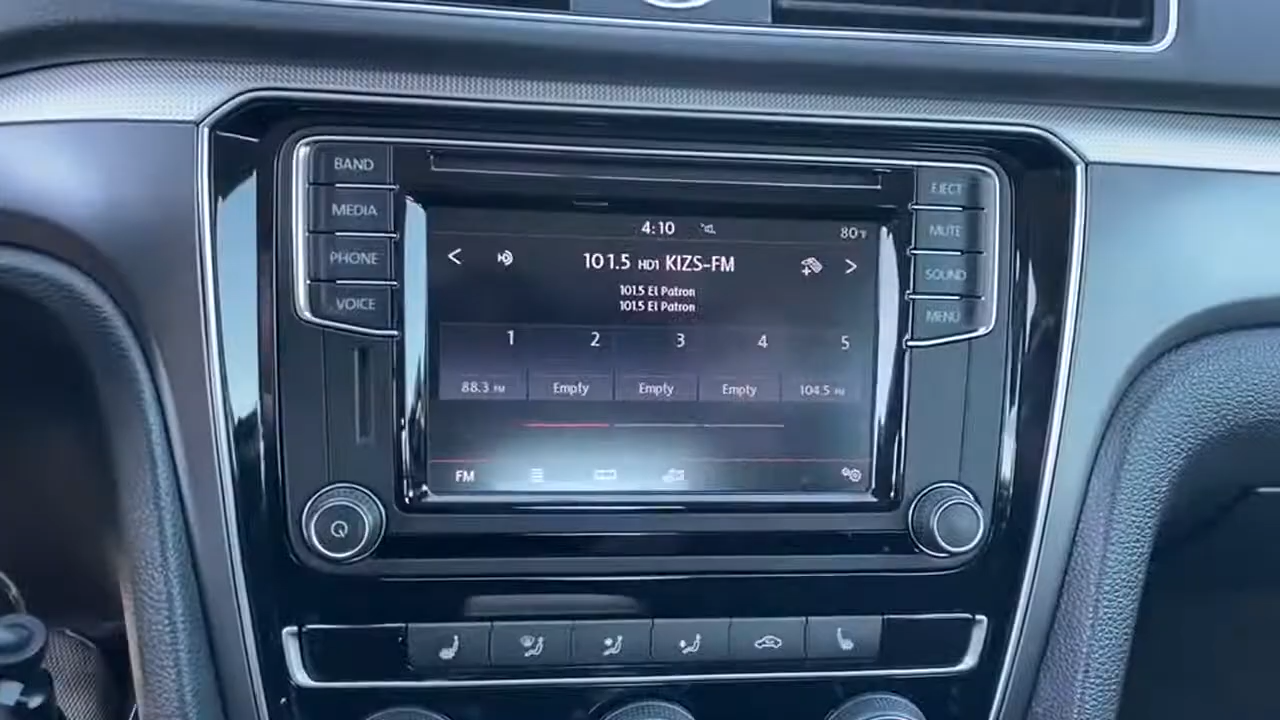 BAND
MEDIA
PHONE
VOICE
EJECT
MUTE
SOUND
MENU
4:10
80°F
101.5 HD1 KIZS-FM
101.5 El Patron
101.5 El Patron
1 2 3 4 5
88.3 FM Empty Empty Empty 104.5 FM
FM